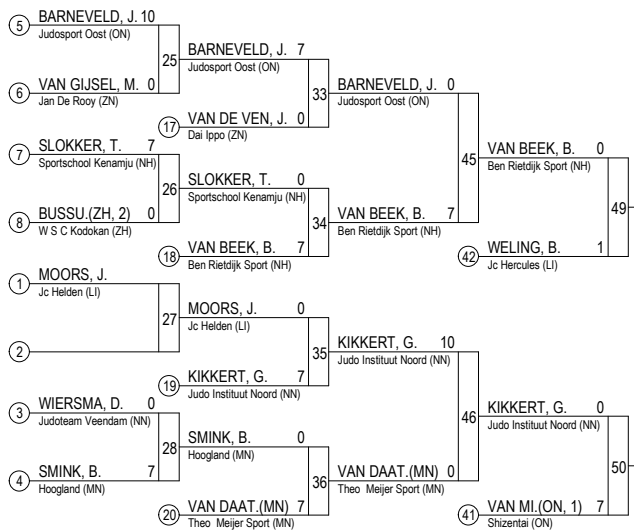 5 BARNEVELD, J. 10
Judosport Oost (ON)
25
BARNEVELD, J. 7
Judosport Oost (ON)
6 VAN GIJSEL, M. 0
Jan De Rooy (ZN)
33
BARNEVELD, J. 0
Judosport Oost (ON)
17 VAN DE VEN, J. 0
Dai Ippo (ZN)
7 SLOKKER, T. 7
Sportschool Kenamju (NH)
45
VAN BEEK, B. 0
Ben Rietdijk Sport (NH)
26
SLOKKER, T. 0
Sportschool Kenamju (NH)
8 BUSSU.(ZH, 2) 0
W S C Kodokan (ZH)
34
VAN BEEK, B. 7
Ben Rietdijk Sport (NH)
49
18 VAN BEEK, B. 7
Ben Rietdijk Sport (NH)
42 WELING, B. 1
Jc Hercules (LI)
1 MOORS, J.
Jc Helden (LI)
27
MOORS, J. 0
Jc Helden (LI)
2
35
KIKKERT, G. 10
Judo Instituut Noord (NN)
19 KIKKERT, G. 7
Judo Instituut Noord (NN)
3 WIERSMA, D. 0
Judoteam Veendam (NN)
46
KIKKERT, G. 0
Judo Instituut Noord (NN)
28
SMINK, B. 0
Hoogland (MN)
4 SMINK, B. 7
Hoogland (MN)
36
VAN DAAT.(MN) 0
Theo Meijer Sport (MN)
50
20 VAN DAAT.(MN) 7
Theo Meijer Sport (MN)
41 VAN MI.(ON, 1) 7
Shizentai (ON)